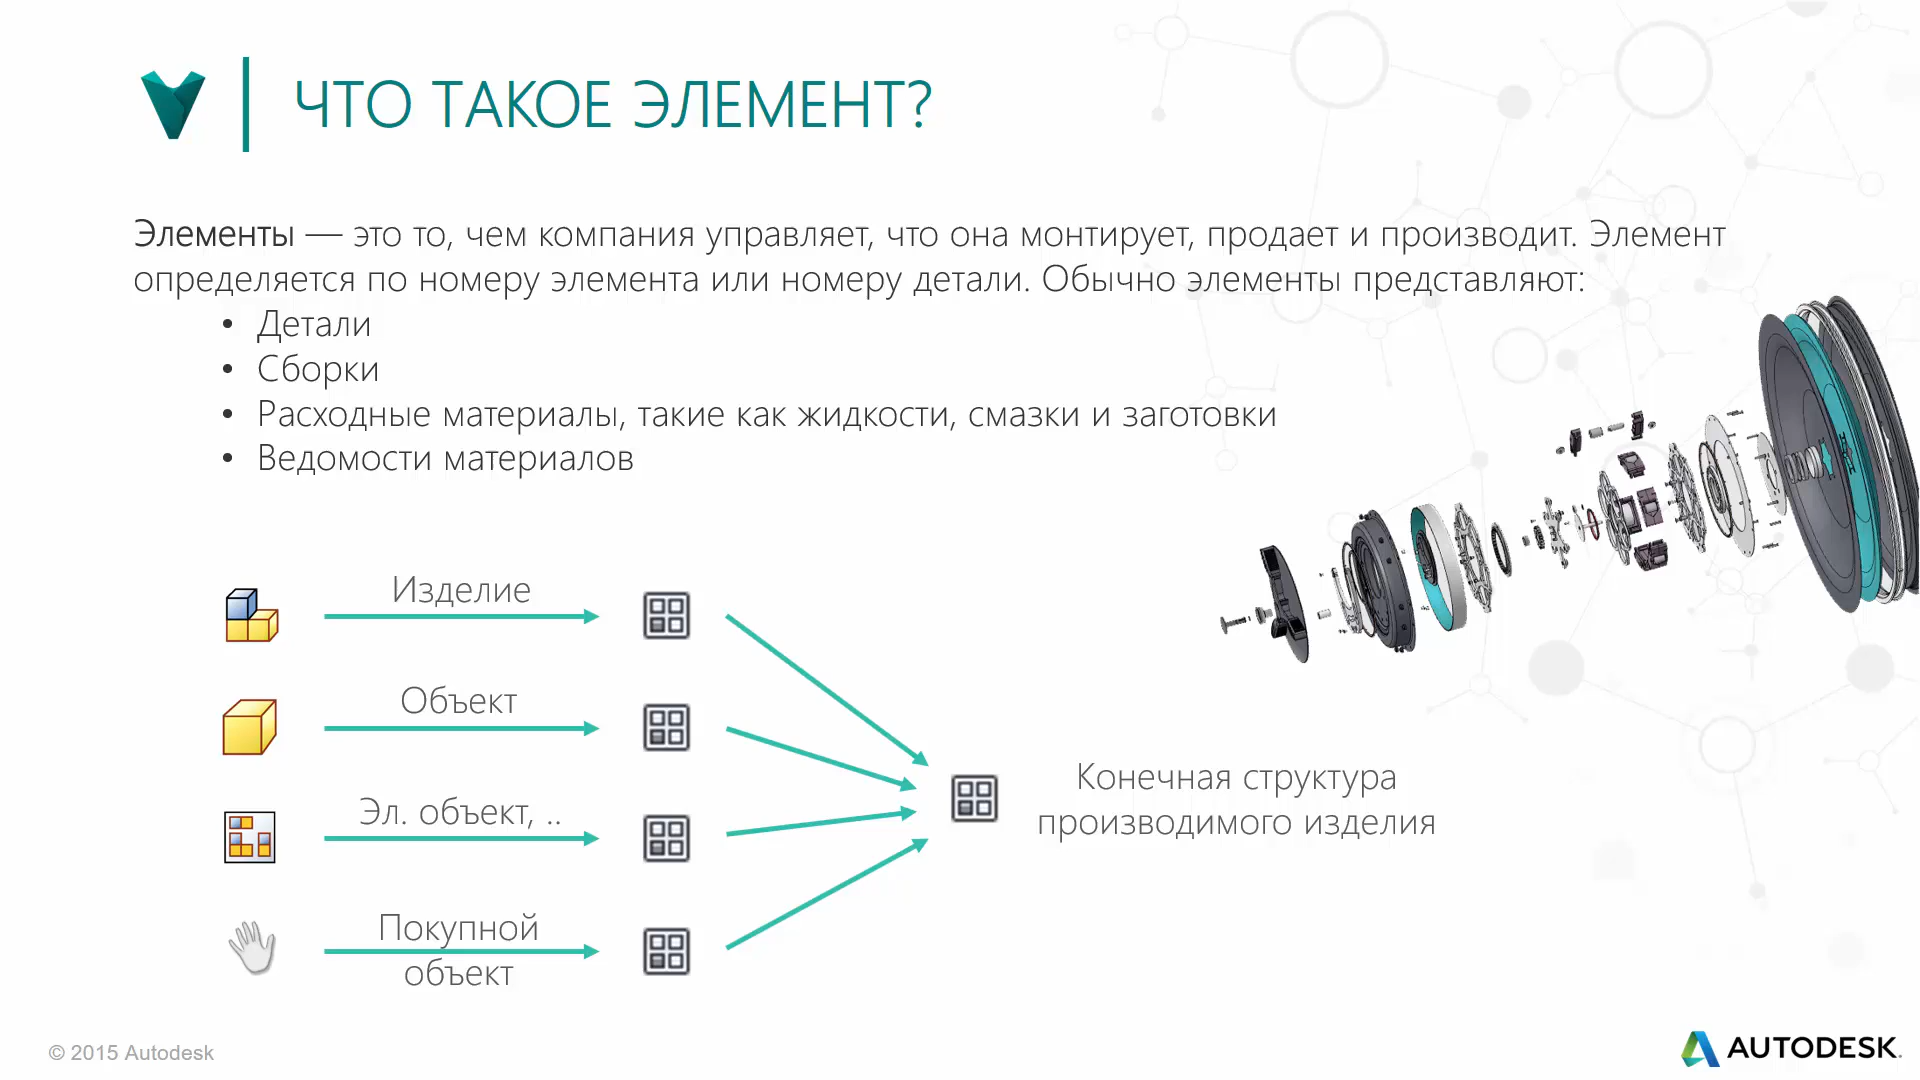 ЧТО ТАКОЕ ЭЛЕМЕНТ?
Элементы — это то, чем компания управляет, что она монтирует, продает и производит. Элемент
определяется по номеру элемента или номеру детали. Обычно элементы представляют:
• Детали
• Сборки
• Расходные материалы, такие как жидкости, смазки и заготовки
• Ведомости материалов
Изделие
Объект
Эл. объект, ..
Покупной
объект
Конечная структура
производимого изделия
© 2015 Autodesk
AUTODESK.